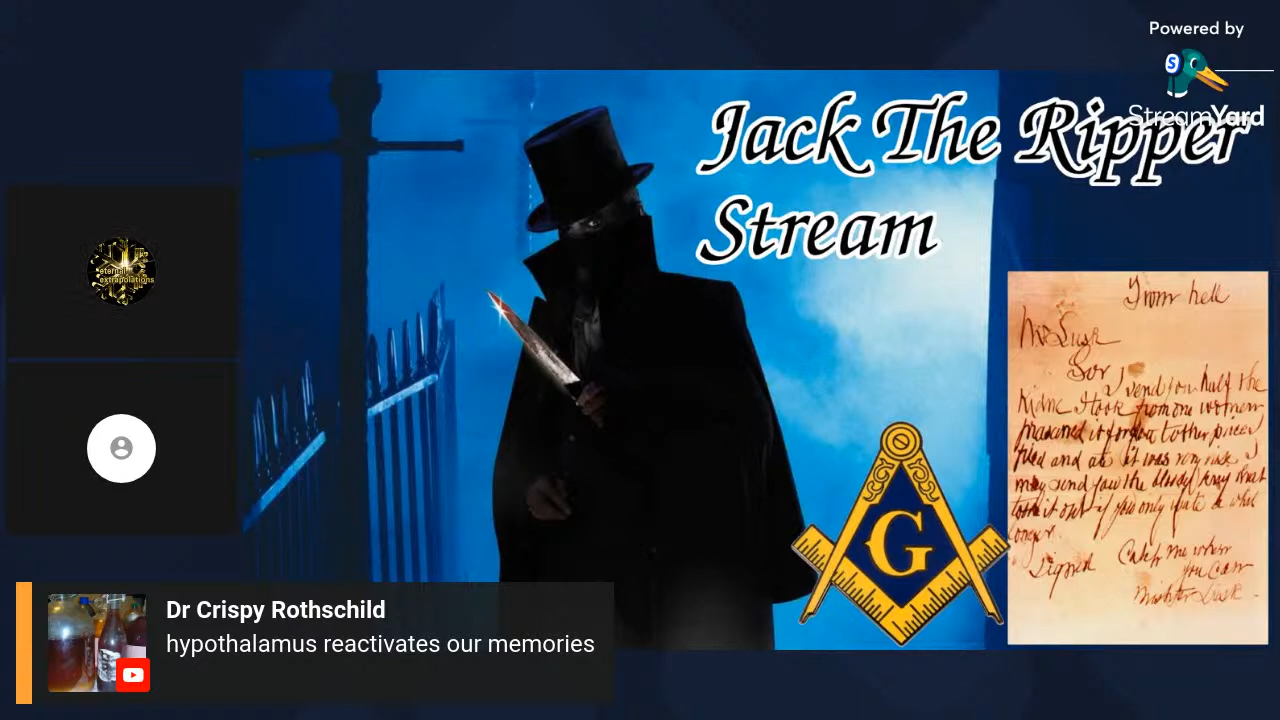 Powered by
StreamYard
Jack The Ripper
Stream
eternal
extrapolations
From hell
Mr Lusk
Sor
I send you half the
Kidne I took from one women
prasarved it for you tother piece I
fried and ate it was very nise I
may send you the bloody knif that
took it out if you only wate a whil
longer.
Signed
Catch me when
you Can
Mishter Lusk.
G
Dr Crispy Rothschild
hypothalamus reactivates our memories